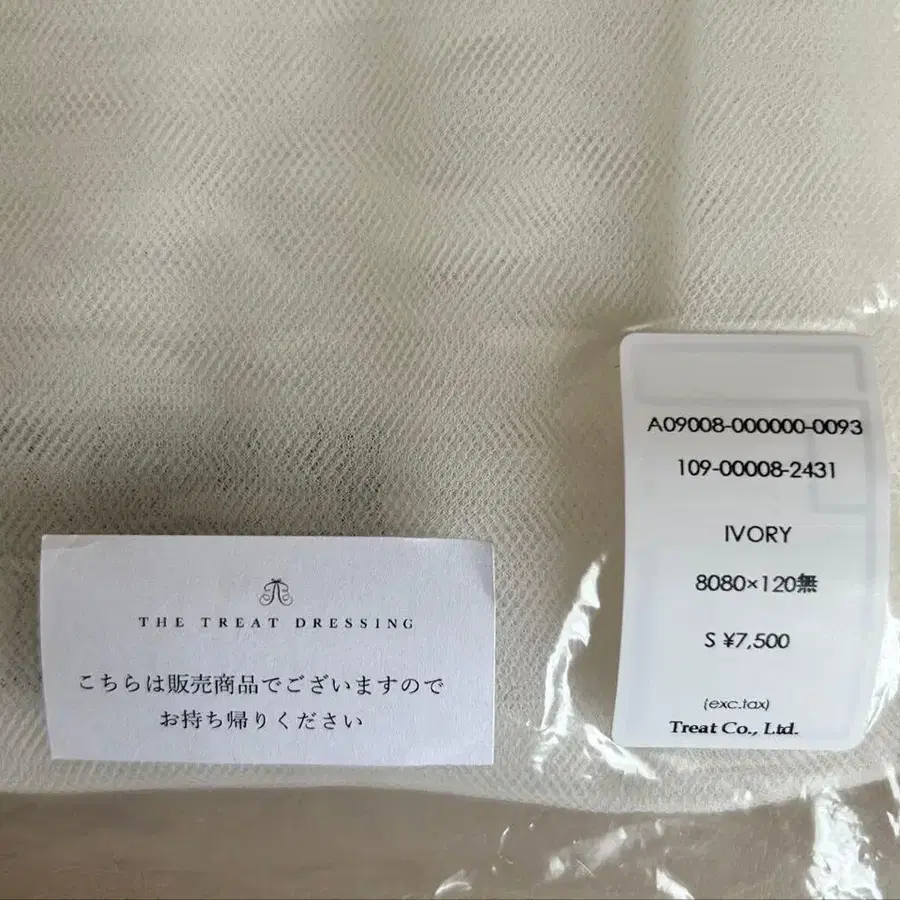 THE TREAT DRESSING
こちらは販売商品でございますので
お持ち帰りください
A09008-000000-0093
109-00008-2431
IVORY
8080×120無
S ¥7,500
(exc.tax)
Treat Co., Ltd.